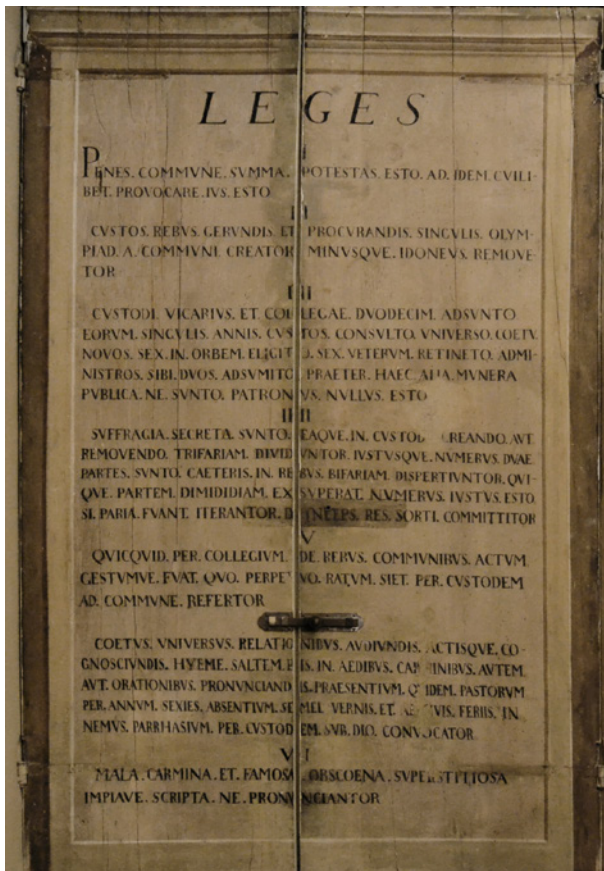 LEGES
I
PENES. COMMVNE. SVMMA. POTESTAS. ESTO. AD. IDEM. CVILI-
BET. PROVOCARE. IVS. ESTO
II
CVSTOS. REBVS. GERVNDIS. ET PROCVRANDIS. SINGVLIS. OLYM-
PIAD. A. COMMVNI. CREATOR MINVSQVE. IDONEVS. REMOVE-
TOR
III
CVSTODI. VICARIVS. ET. COLLEGAE. DVODECIM. ADSVNTO
EORVM. SINGVLIS. ANNIS. CVSTOS. CONSVLTO. VNIVERSO. COETV
NOVOS. SEX. IN. ORBEM. ELIGITO. SEX. VETERVM. RETINETO. ADMI-
NISTROS. SIBI. DVOS. ADSVMITO PRAETER. HAEC ALIA. MVNERA
PVBLICA. NE. SVNTO. PATRONVS. NVLLVS. ESTO
IIII
SVFFRAGIA. SECRETA. SVNTO. EAQVE. IN. CVSTOD. CREANDO. AVT
REMOVENDO. TRIFARIAM. DIVIDVNTOR. IVSTVSQVE. NVMERVS. DVAE
PARTES. SVNTO. CAETERIS. IN. REBVS. BIFARIAM. DISPERTIVNTOR. QVI-
QVE. PARTEM. DIMIDIDIAM. EXSVPERAT. NVMERVS. IVSTVS. ESTO
SI. PARIA. FVANT. ITERANTOR. DEINCEPS. RES. SORTI. COMMITTITOR
V
QVICQVID. PER. COLLEGIVM. DE. REBVS. COMMVNIBVS. ACTVM
GESTVMVE. FVAT. QVO. PERPETVO. RATVM. SIET. PER. CVSTODEM
AD. COMMVNE. REFERTOR
COETVS. VNIVERSVS. RELATIONIBVS. AVDIVNDIS. ACTISQVE. CO-
GNOSCIVNDIS. HYEME. SALTEM. BIS. IN. AEDIBVS. CARMINIBVS. AVTEM
AVT. ORATIONIBVS. PRONVNCIANDIS. PRAESENTIVM. QVIDEM. PASTORVM
PER. ANNVM. SEXIES. ABSENTIVM. SEMEL VERNIS. ET. AESTIVIS. FERIIS. IN
NEMVS. PARRHASIVM. PER. CVSTODEM. SVB. DIO. CONVOCATOR
VI
MALA. CARMINA. ET. FAMOSA. OBSCOENA. SVPERSTITIOSA
IMPIAVE. SCRIPTA. NE. PRONVNCIANTOR